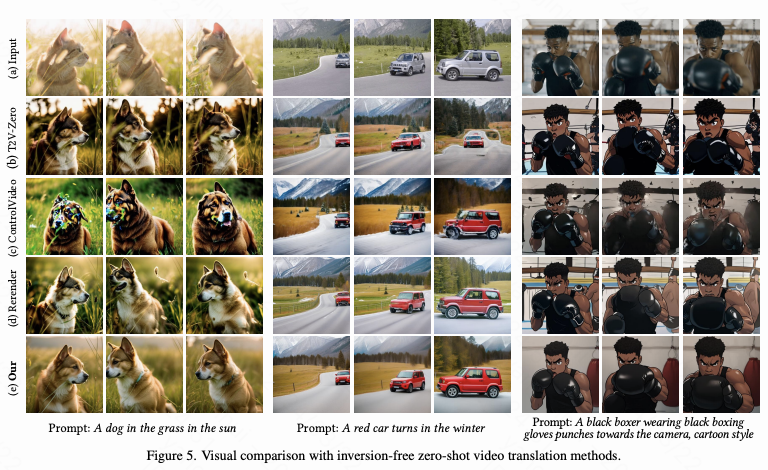 (a) Input
(b) T2V-Zero
(c) ControlVideo
(d) Rerender
(e) Our
Prompt: A dog in the grass in the sun
Prompt: A red car turns in the winter
Prompt: A black boxer wearing black boxing
gloves punches towards the camera, cartoon style
Figure 5. Visual comparison with inversion-free zero-shot video translation methods.